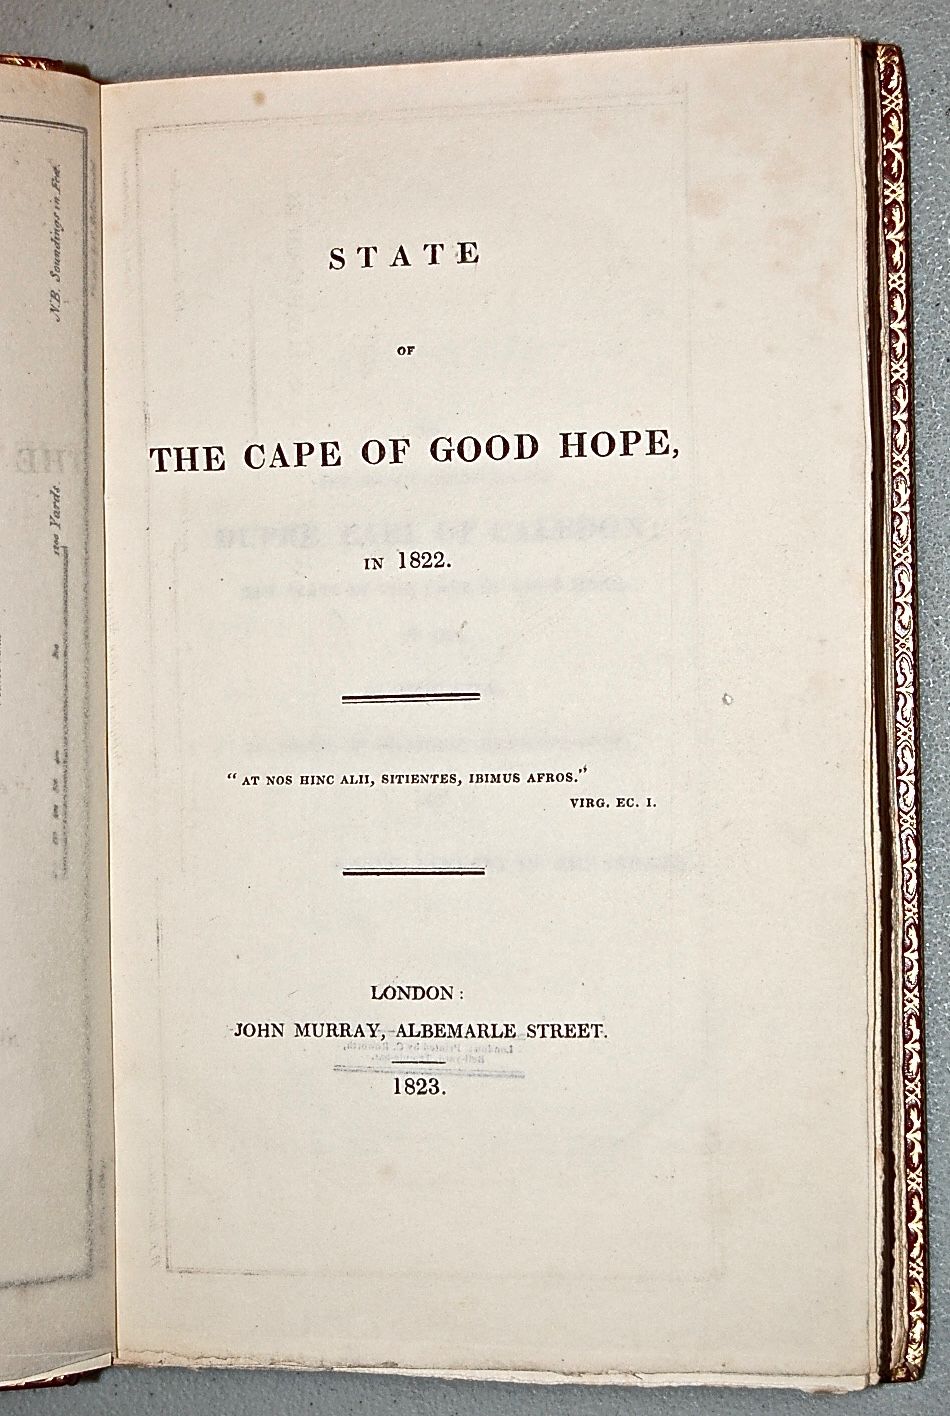 N.B. Soundings in Feet.
1000 Yards
STATE
OF
THE CAPE OF GOOD HOPE,
IN 1822.
“ AT NOS HINC ALII, SITIENTES, IBIMUS AFROS.”
VIRG. EC. I.
LONDON:
JOHN MURRAY, ALBEMARLE STREET.
1823.